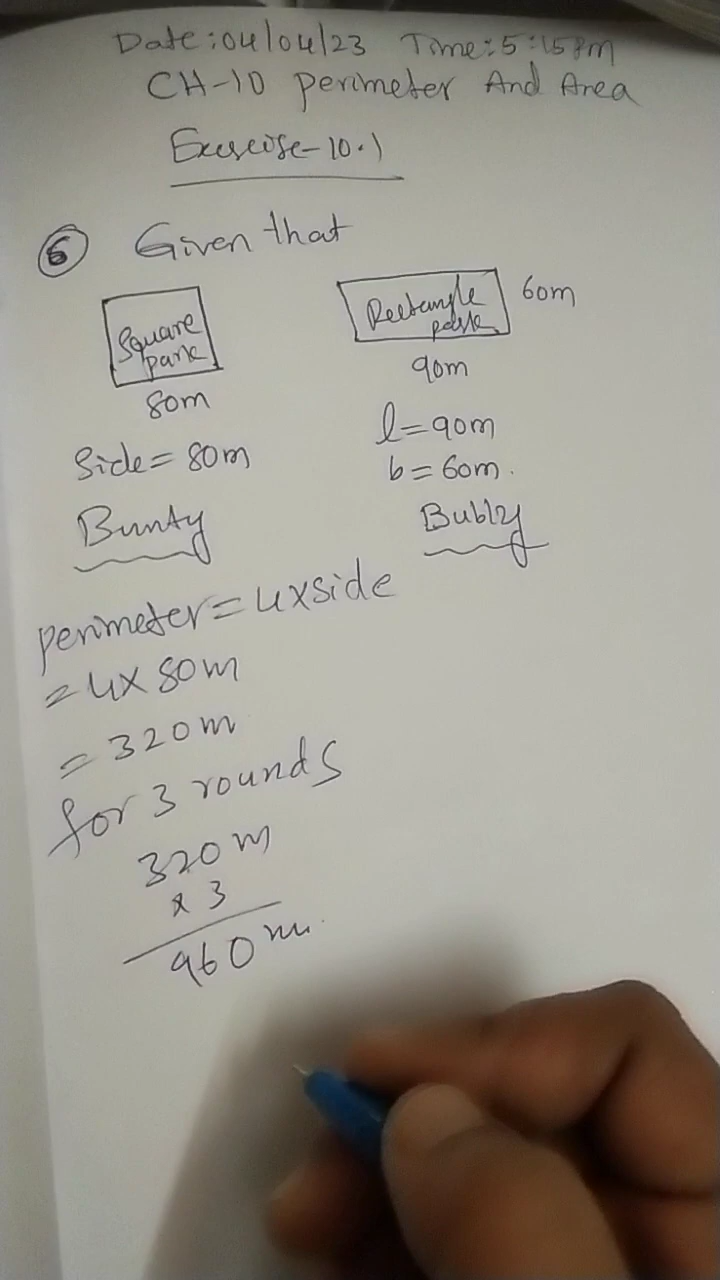 Date:04/04/23 Time:5:15pm
CH-10 Perimeter And Area
Exercise-10.1
6 Given that
Square
park
80m
Side=80m
Bunty
Rectangle
park
60m
90m
l=90m
b=60m.
Bubly
Perimeter=4xside
=4x80m
=320m
for 3 rounds
320m
x3
960m